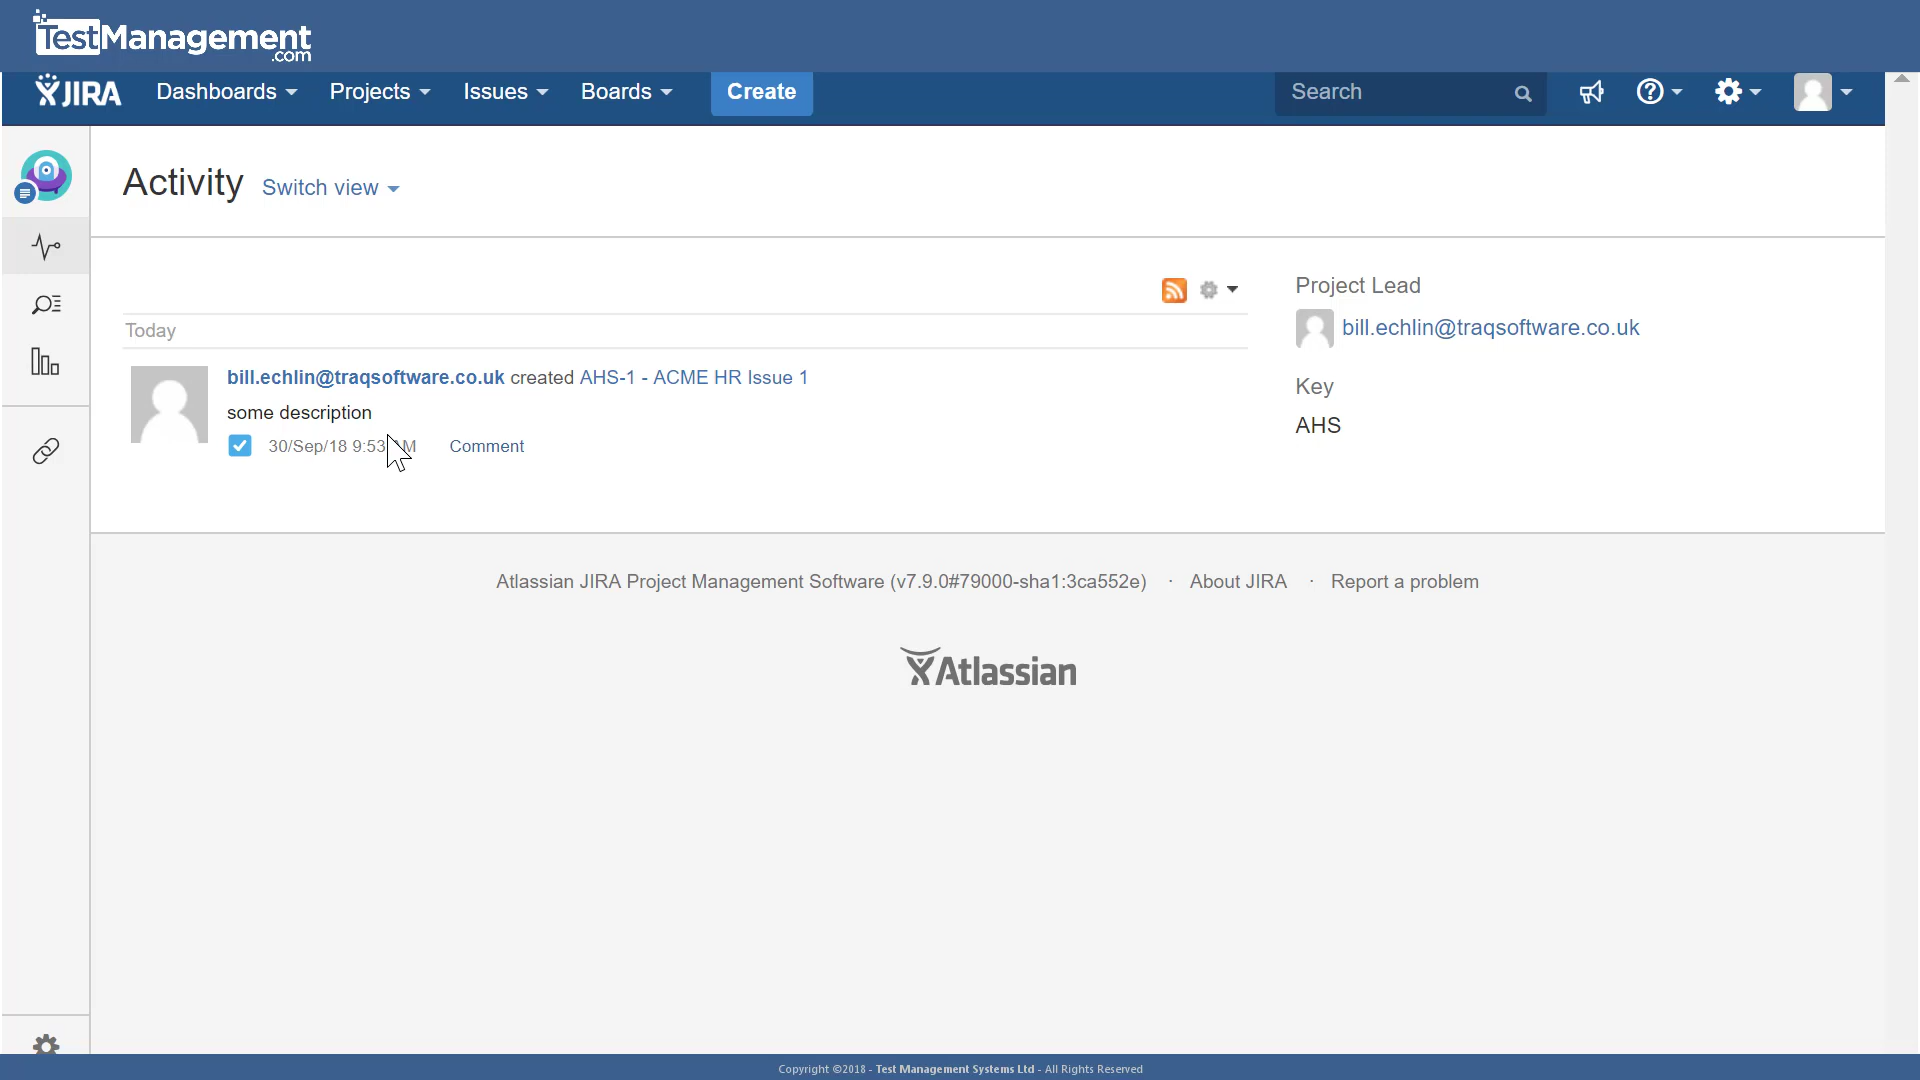 TestManagement
.com
JIRA Dashboards Projects Issues Boards Create Search
Activity Switch view
Today
bill.echlin@traqsoftware.co.uk created AHS-1 - ACME HR Issue 1
some description
30/Sep/18 9:53 M Comment
Project Lead
bill.echlin@traqsoftware.co.uk
Key
AHS
Atlassian JIRA Project Management Software (v7.9.0#79000-sha1:3ca552e) · About JIRA · Report a problem
Atlassian
Copyright ©2018 - Test Management Systems Ltd - All Rights Reserved